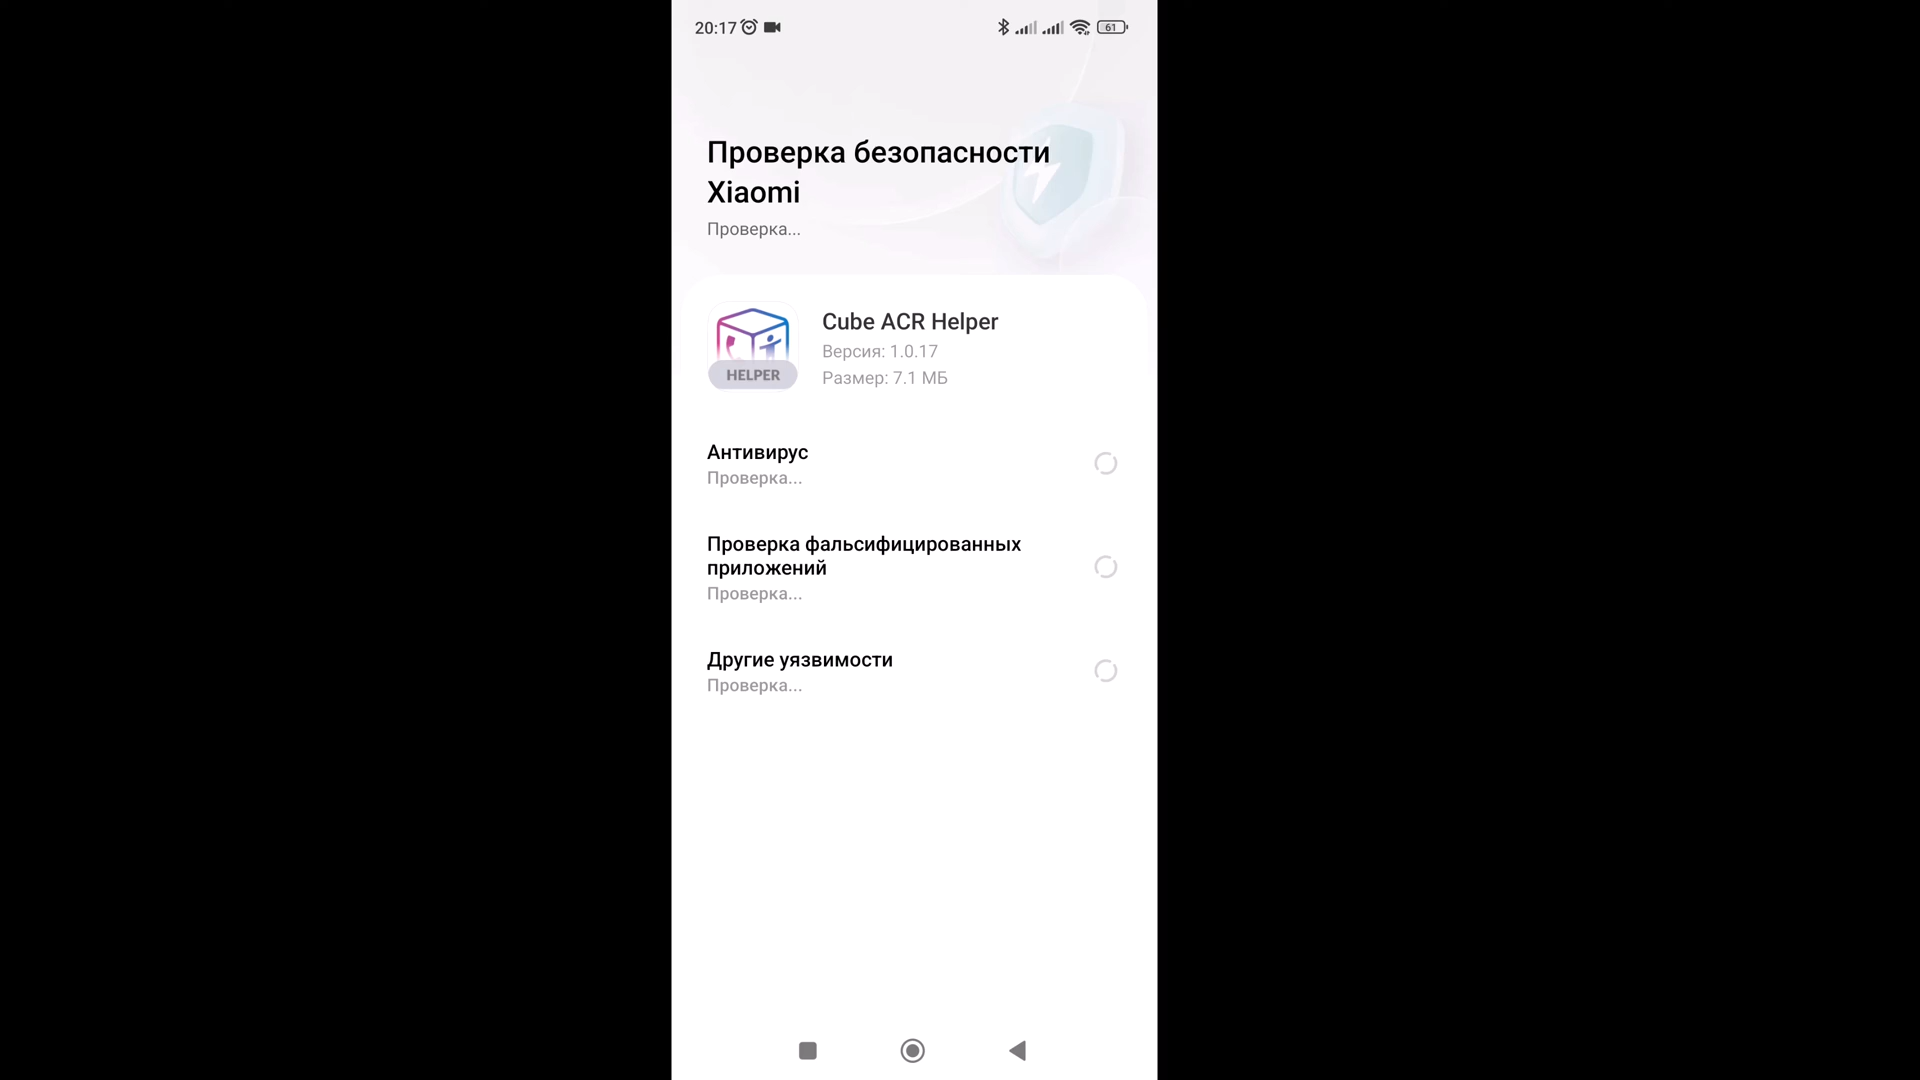 20:17
61
Проверка безопасности
Xiaomi
Проверка...
HELPER
Cube ACR Helper
Версия: 1.0.17
Размер: 7.1 МБ
Антивирус
Проверка...
Проверка фальсифицированных
приложений
Проверка...
Другие уязвимости
Проверка...